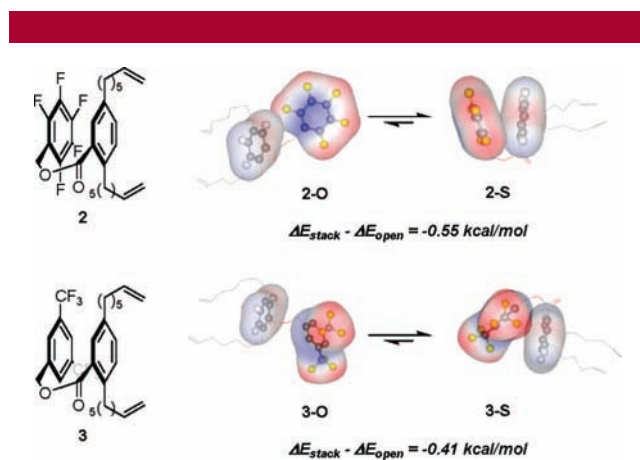 ( )5
F
F
F
F
O
F
O
5( )
2
2-O
2-S
ΔEstack - ΔEopen = -0.55 kcal/mol
CF3
( )5
O
O
5( )
3
3-O
3-S
ΔEstack - ΔEopen = -0.41 kcal/mol